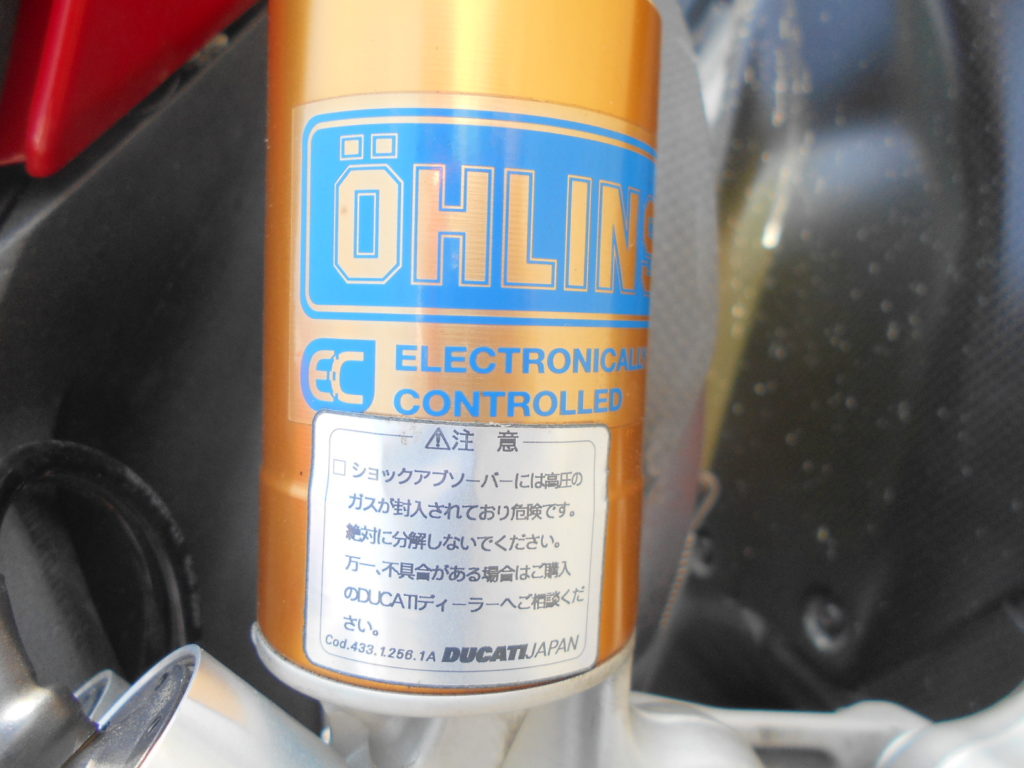 ÖHLINS
EC ELECTRONICALLY
CONTROLLED
⚠注 意
□ ショックアブソーバーには高圧の
ガスが封入されており危険です。
絶対に分解しないでください。
万一、不具合がある場合はご購入
のDUCATIディーラーへご相談くだ
さい。
Cod.433.1.256.1A DUCATIJAPAN